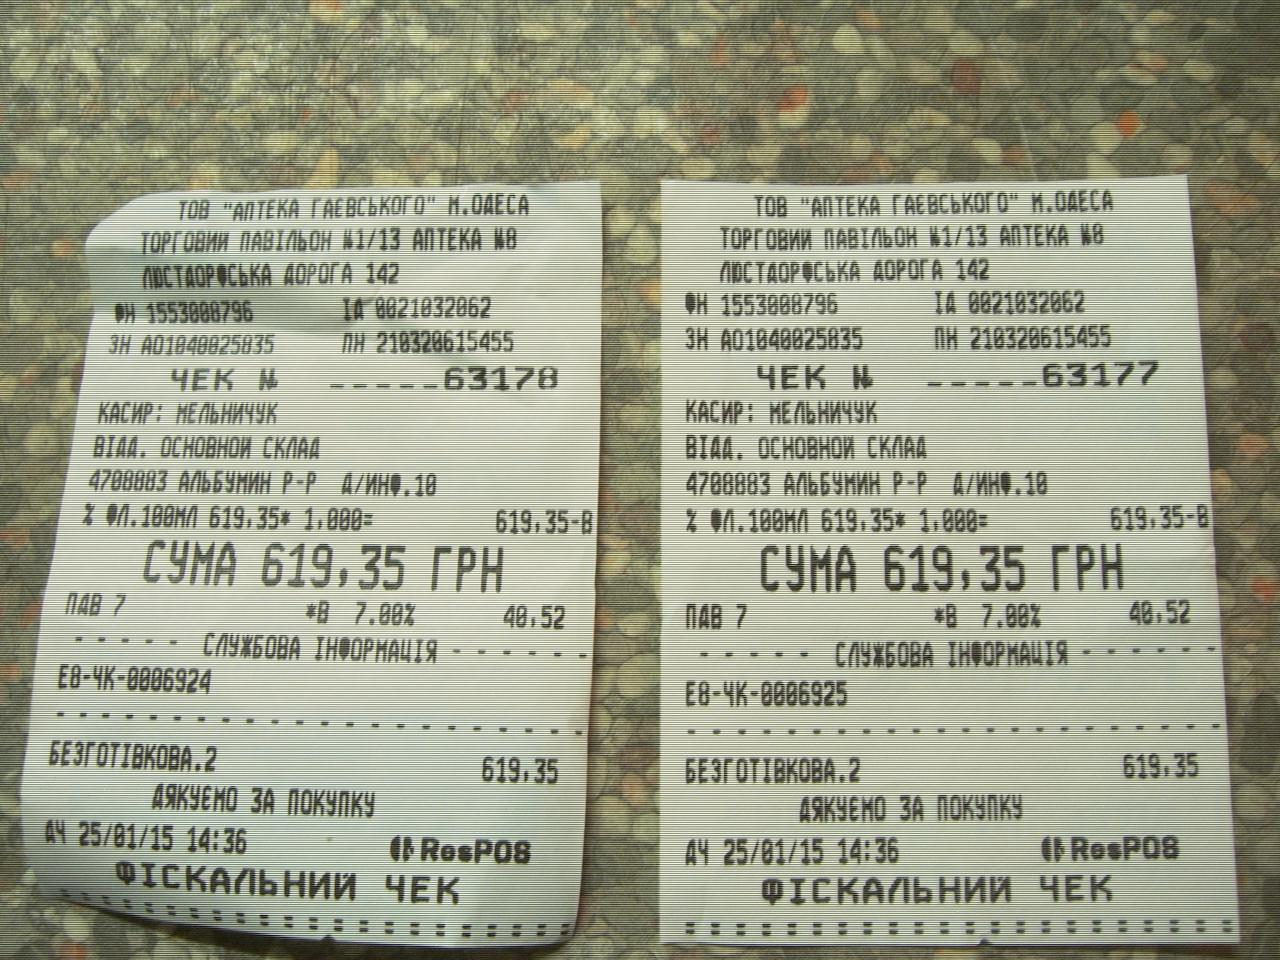 ТОВ "АПТЕКА ГАЄВСЬКОГО" М.ОДЕСА
ТОРГОВИЙ ПАВІЛЬОН №1/13 АПТЕКА №8
ЛЮСТДОРФСЬКА ДОРОГА 142
ФН 1553008796 ІД 0021032062
ЗН АО1040025835 ПН 210320615455
ЧЕК № _____63178
КАСИР: МЕЛЬНИЧУК
ВІДД. ОСНОВНОЙ СКЛАД
4708883 АЛЬБУМИН Р-Р Д/ИНФ.10
% ФЛ.100МЛ 619,35* 1,000= 619,35-В
СУМА 619,35 ГРН
ПДВ 7 *В 7.00% 40,52
- - - - - СЛУЖБОВА ІНФОРМАЦІЯ - - - - - -
Е8-ЧК-0006924
- - - - - - - - - - - - - - - - - - - -
БЕЗГОТІВКОВА.2 619,35
ДЯКУЄМО ЗА ПОКУПКУ
ДЧ 25/01/15 14:36 ResPOS
ФІСКАЛЬНИЙ ЧЕК
ТОВ "АПТЕКА ГАЄВСЬКОГО" М.ОДЕСА
ТОРГОВИЙ ПАВІЛЬОН №1/13 АПТЕКА №8
ЛЮСТДОРФСЬКА ДОРОГА 142
ФН 1553008796 ІД 0021032062
ЗН АО1040025835 ПН 210320615455
ЧЕК № _____63177
КАСИР: МЕЛЬНИЧУК
ВІДД. ОСНОВНОЙ СКЛАД
4708883 АЛЬБУМИН Р-Р Д/ИНФ.10
% ФЛ.100МЛ 619,35* 1,000= 619,35-В
СУМА 619,35 ГРН
ПДВ 7 *В 7.00% 40,52
- - - - - СЛУЖБОВА ІНФОРМАЦІЯ - - - - - -
Е8-ЧК-0006925
- - - - - - - - - - - - - - - - - - - -
БЕЗГОТІВКОВА.2 619,35
ДЯКУЄМО ЗА ПОКУПКУ
ДЧ 25/01/15 14:36 ResPOS
ФІСКАЛЬНИЙ ЧЕК